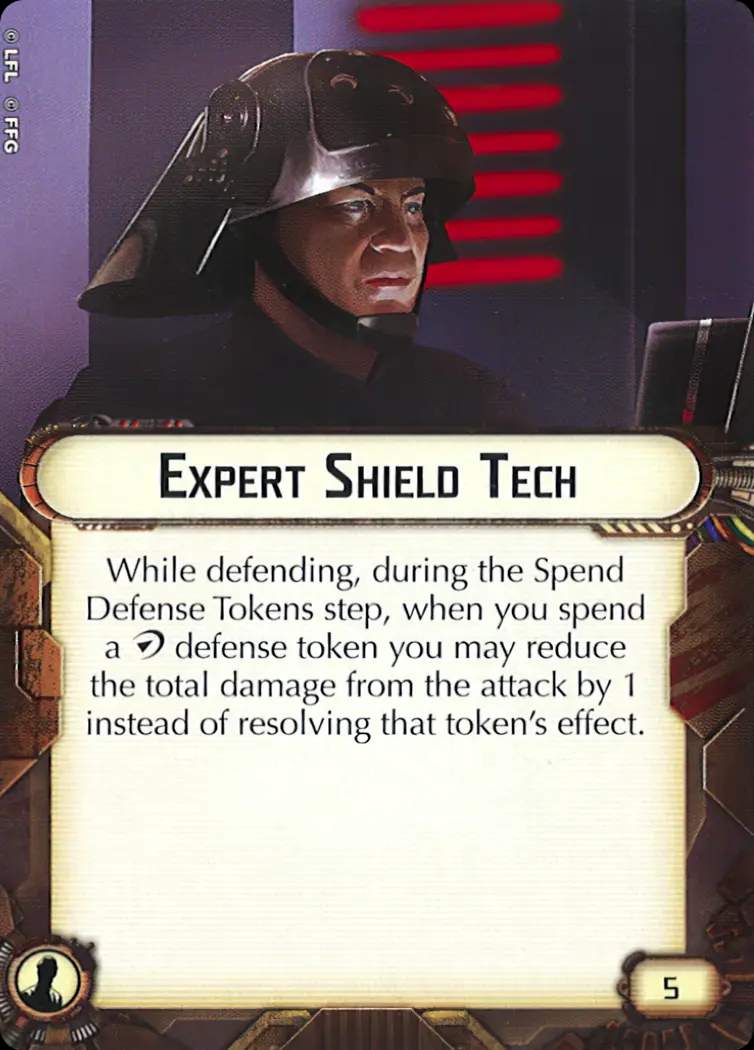 © LFL © FFG
EXPERT SHIELD TECH
While defending, during the Spend
Defense Tokens step, when you spend
a defense token you may reduce
the total damage from the attack by 1
instead of resolving that token's effect.
5